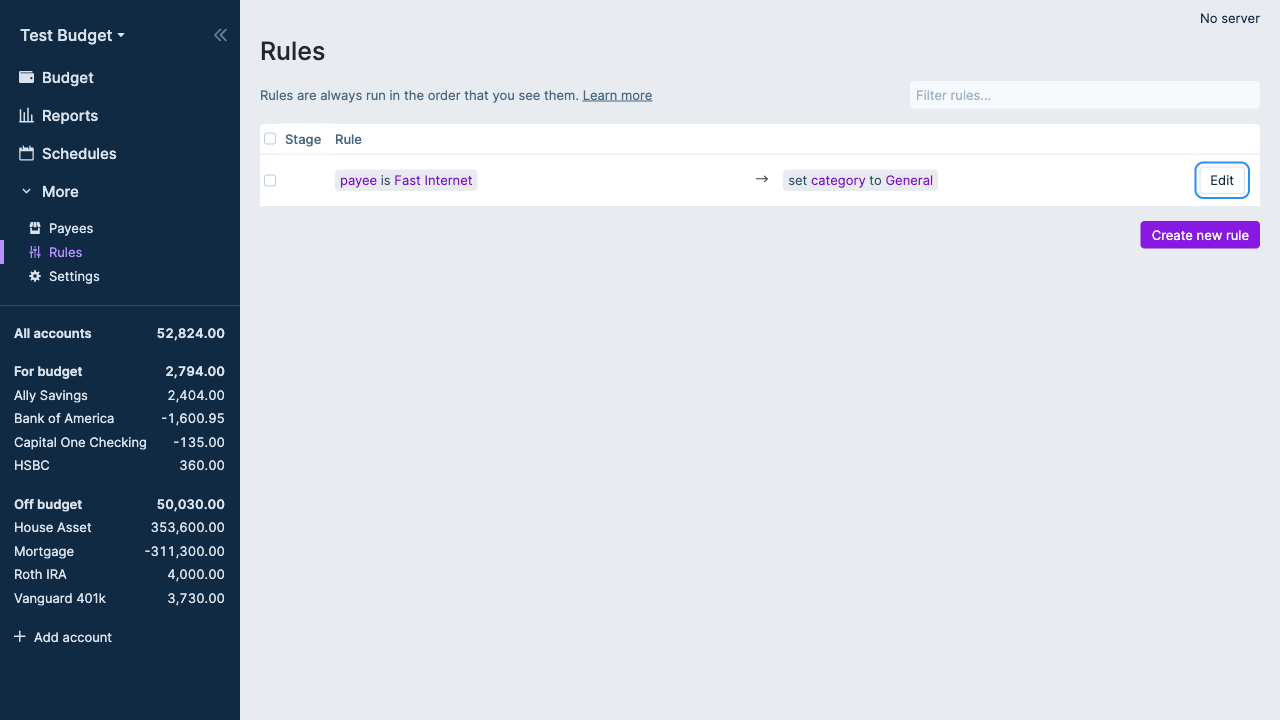 Test Budget
No server
Budget
Reports
Schedules
More
Payees
Rules
Settings
All accounts 52,824.00
For budget 2,794.00
Ally Savings 2,404.00
Bank of America -1,600.95
Capital One Checking -135.00
HSBC 360.00
Off budget 50,030.00
House Asset 353,600.00
Mortgage -311,300.00
Roth IRA 4,000.00
Vanguard 401k 3,730.00
Add account
Rules
Rules are always run in the order that you see them. Learn more
Filter rules...
Stage Rule
payee is Fast Internet → set category to General Edit
Create new rule